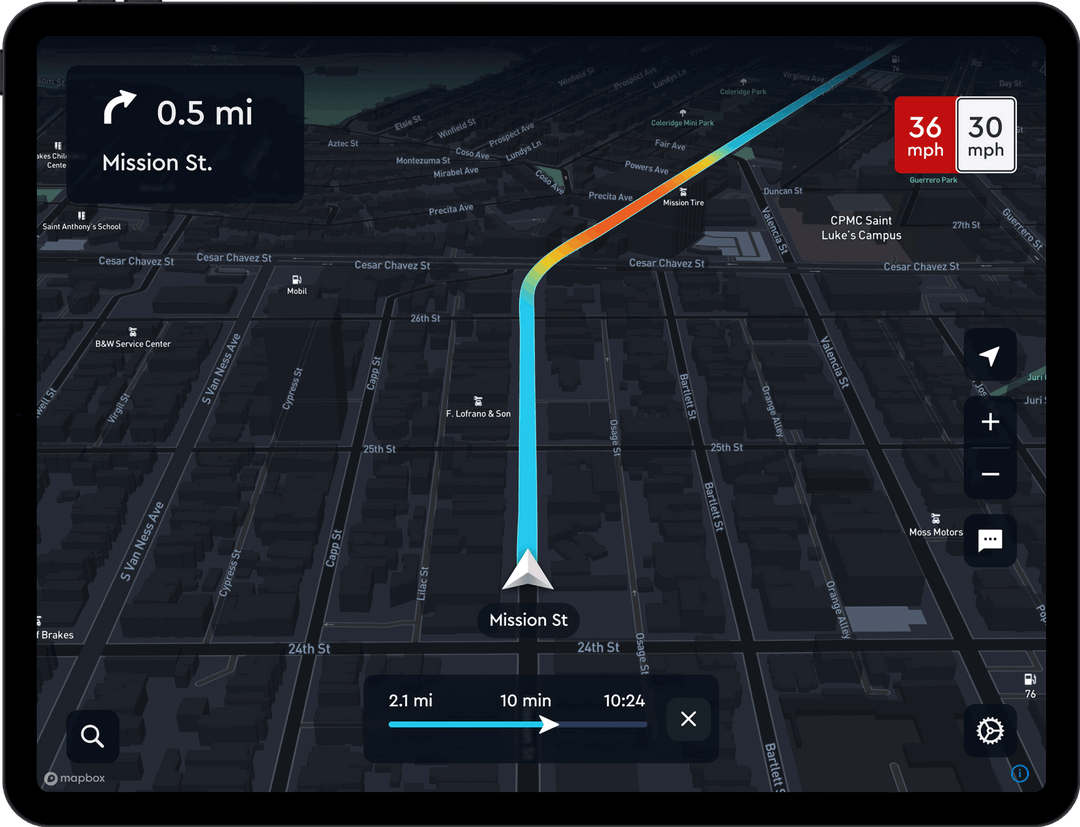 0.5 mi
Mission St.
36
mph
30
mph
76
Virginia Ave
Day St
Winfield St
Prospect Ave
Lundys Ln
Coleridge Park
Coleridge Mini Park
Elsie St
Winfield St
Prospect Ave
Lundys Ln
Coso Ave
Aztec St
Montezuma St
Mirabel Ave
Coso Ave
Fair Ave
Powers Ave
Precita Ave
Precita Ave
Mission Tire
Duncan St
Guerrero Park
Valencia St
27th St
Guerrero St
CPMC Saint
Luke's Campus
akes Chil
Cente
Saint Anthony's School
Cesar Chavez St
Cesar Chavez St
Cesar Chavez St
Cesar Chavez St
Cesar Chavez St
Mobil
26th St
B&W Service Center
S Van Ness Ave
Cypress St
Capp St
Virgil St
well St
F. Lofrano & Son
Osage St
Bartlett St
Orange Alley
Valencia St
Juri
Juri
25th St
25th St
S Van Ness Ave
Cypress St
Capp St
Lilac St
Bartlett St
Moss Motors
Orange Alley
f Brakes
Mission St
24th St
24th St
Osage St
76
2.1 mi
10 min
10:24
Bartlett S
mapbox